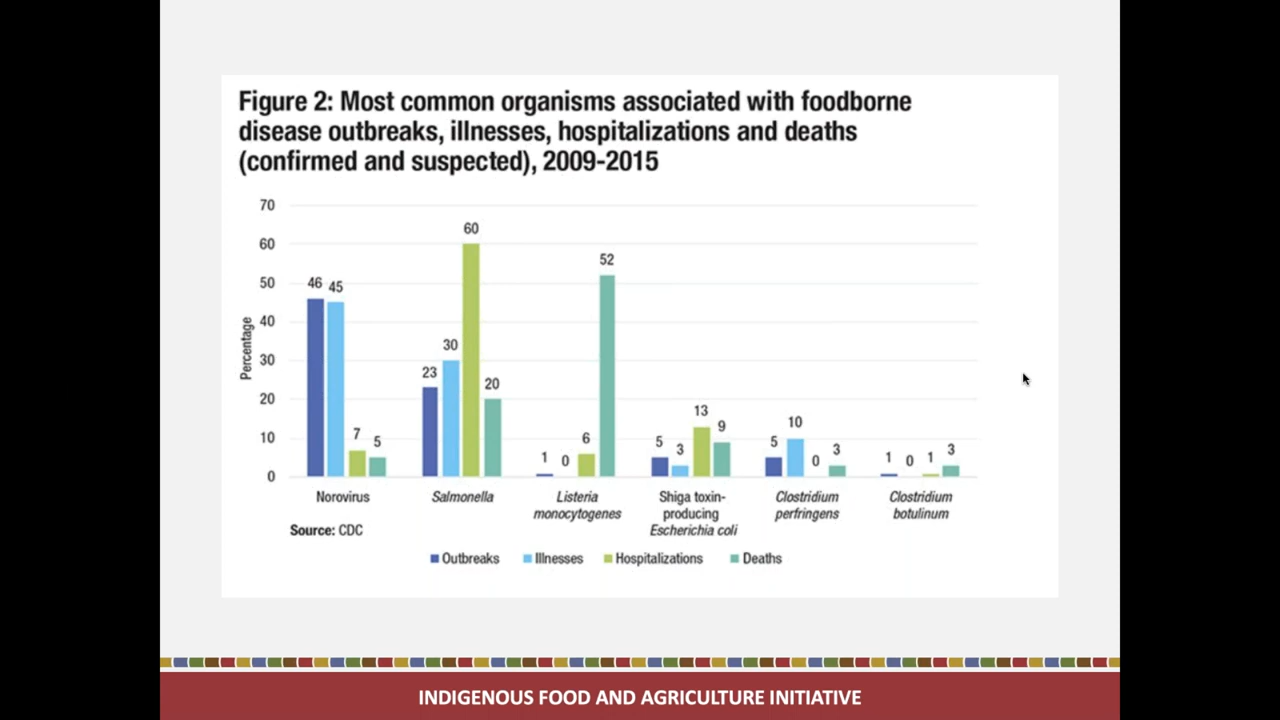 Figure 2: Most common organisms associated with foodborne
disease outbreaks, illnesses, hospitalizations and deaths
(confirmed and suspected), 2009-2015
Percentage
70
60
50
40
30
20
10
0
46 45 7 5
23 30 60 20
1 0 6 52
5 3 13 9
5 10 0 3
1 0 1 3
Norovirus
Salmonella
Listeria
monocytogenes
Shiga toxin-
producing
Escherichia coli
Clostridium
perfringens
Clostridium
botulinum
Source: CDC
Outbreaks Illnesses Hospitalizations Deaths
INDIGENOUS FOOD AND AGRICULTURE INITIATIVE